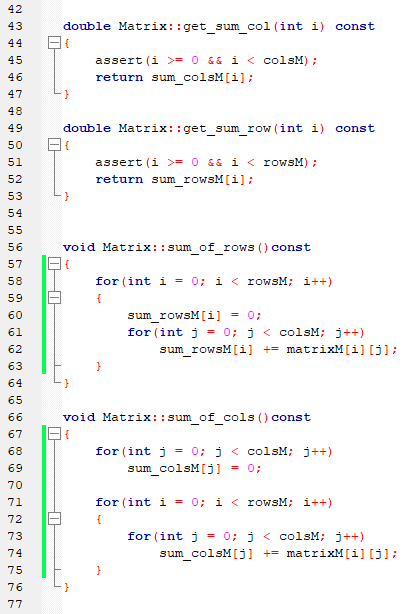 42
43 double Matrix::get_sum_col(int i) const
44 {
45     assert(i >= 0 && i < colsM);
46     return sum_colsM[i];
47 }
48
49 double Matrix::get_sum_row(int i) const
50 {
51     assert(i >= 0 && i < rowsM);
52     return sum_rowsM[i];
53 }
54
55
56 void Matrix::sum_of_rows()const
57 {
58     for(int i = 0; i < rowsM; i++)
59     {
60         sum_rowsM[i] = 0;
61         for(int j = 0; j < colsM; j++)
62             sum_rowsM[i] += matrixM[i][j];
63     }
64 }
65
66 void Matrix::sum_of_cols()const
67 {
68     for(int j = 0; j < colsM; j++)
69         sum_colsM[j] = 0;
70
71     for(int i = 0; i < rowsM; i++)
72     {
73         for(int j = 0; j < colsM; j++)
74             sum_colsM[j] += matrixM[i][j];
75     }
76 }
77